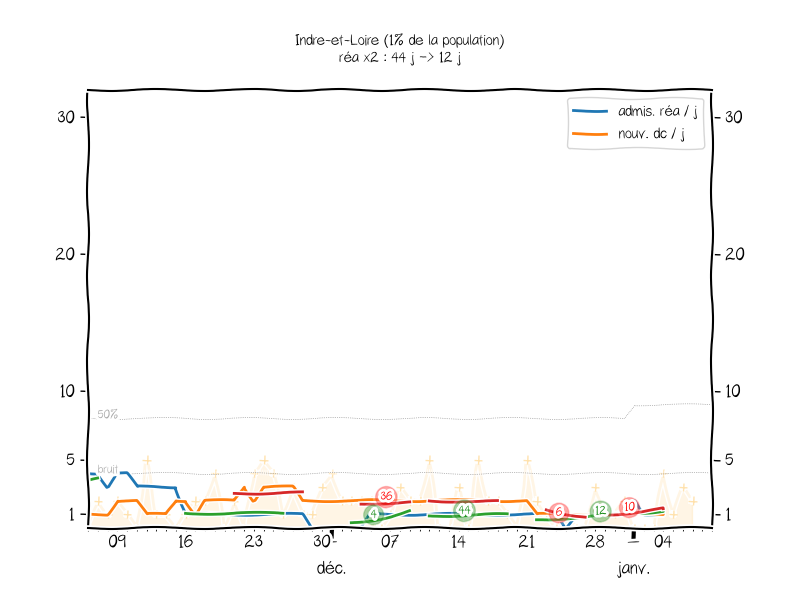 Indre-et-Loire (1% de la population)
réa x2 : 44 j -> 12 j
admis. réa / j
nouv. dc / j
30 30
20 20
10 10
50%
5 5
bruit
36
4 44 6 12 10
1 1
09 16 23 30 07 14 21 28 04
déc. janv.